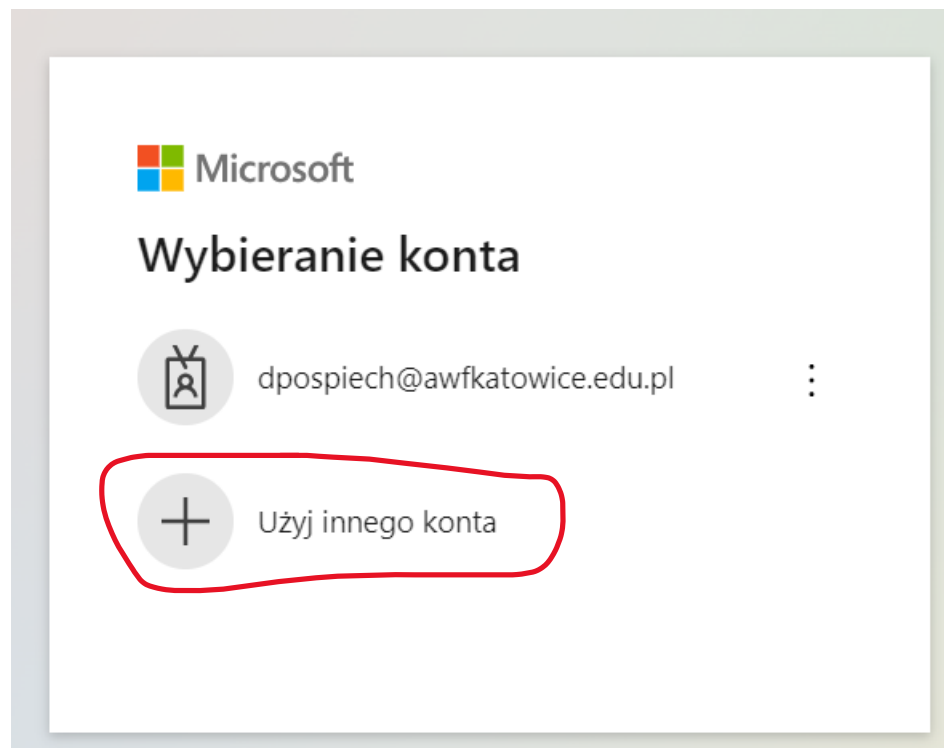 Microsoft
Wybieranie konta
dpospiech@awfkatowice.edu.pl
Użyj innego konta